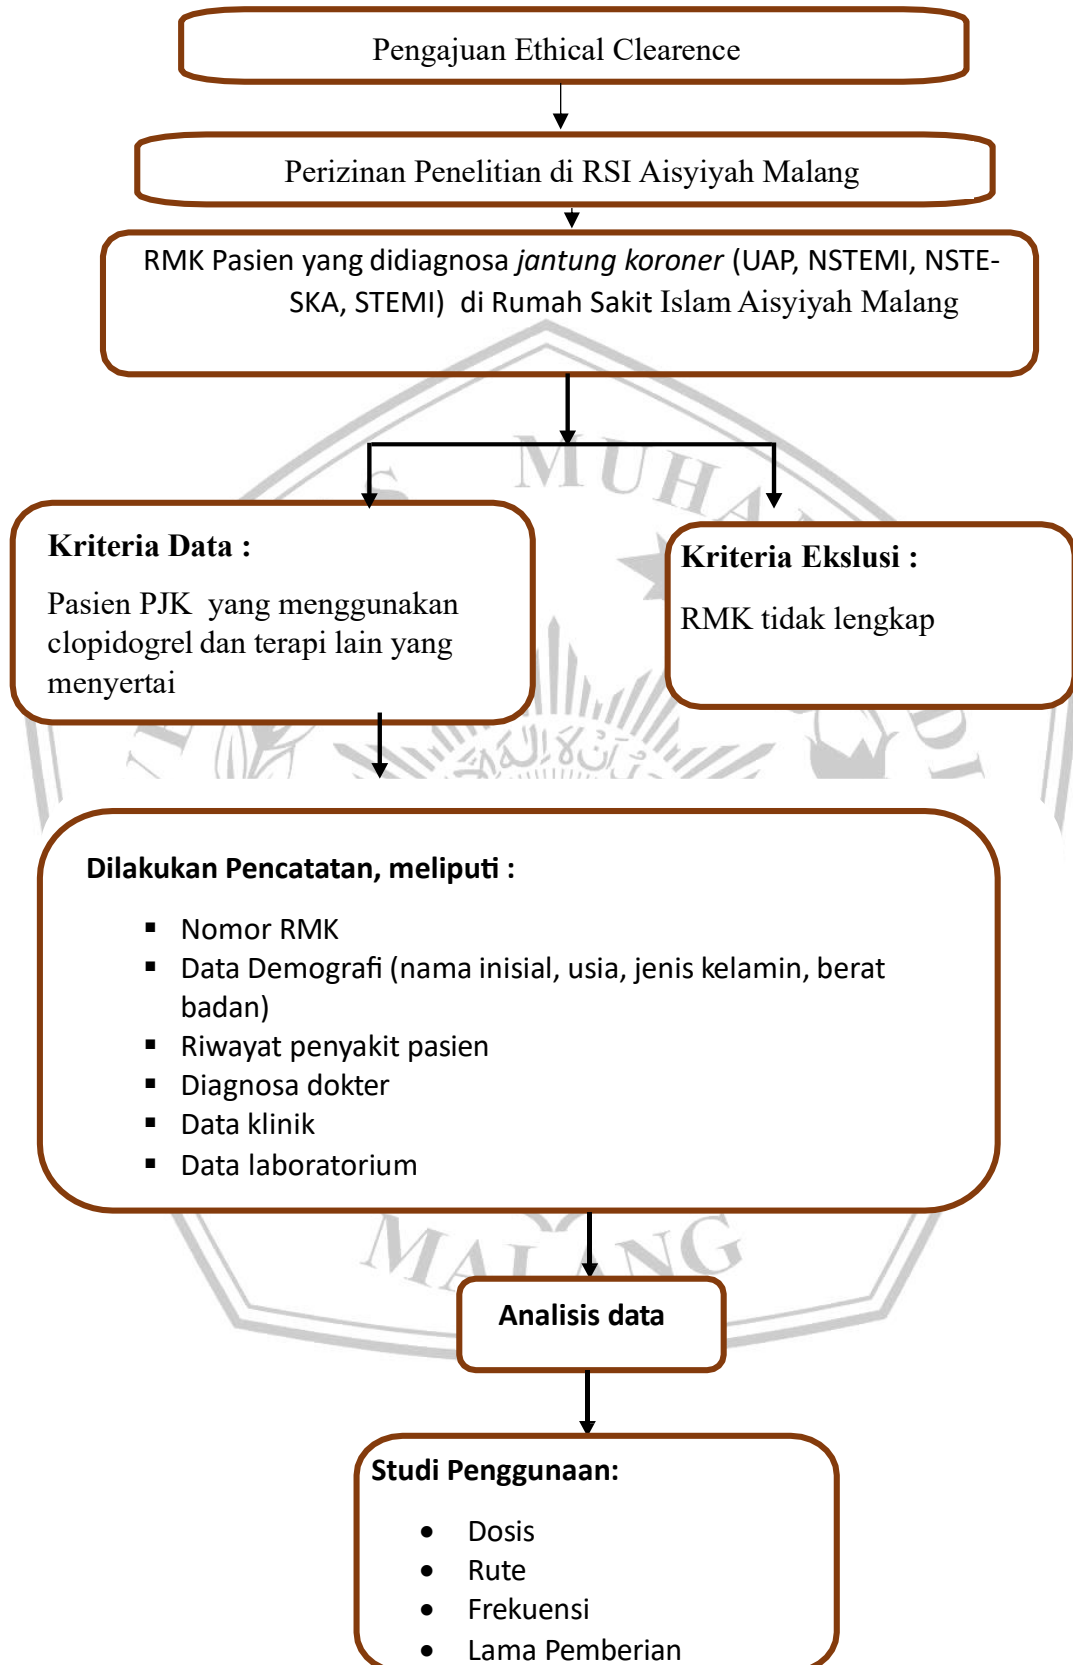 Pengajuan Ethical Clearence
Perizinan Penelitian di RSI Aisyiyah Malang
RMK Pasien yang didiagnosa jantung koroner (UAP, NSTEMI, NSTE-
SKA, STEMI) di Rumah Sakit Islam Aisyiyah Malang
MUHA
S
Kriteria Data :
Pasien PJK yang menggunakan
clopidogrel dan terapi lain yang
menyertai
Kriteria Ekslusi :
RMK tidak lengkap
Dilakukan Pencatatan, meliputi :
▪ Nomor RMK
▪ Data Demografi (nama inisial, usia, jenis kelamin, berat
badan)
▪ Riwayat penyakit pasien
▪ Diagnosa dokter
▪ Data klinik
▪ Data laboratorium
MALANG
Analisis data
Studi Penggunaan:
• Dosis
• Rute
• Frekuensi
• Lama Pemberian